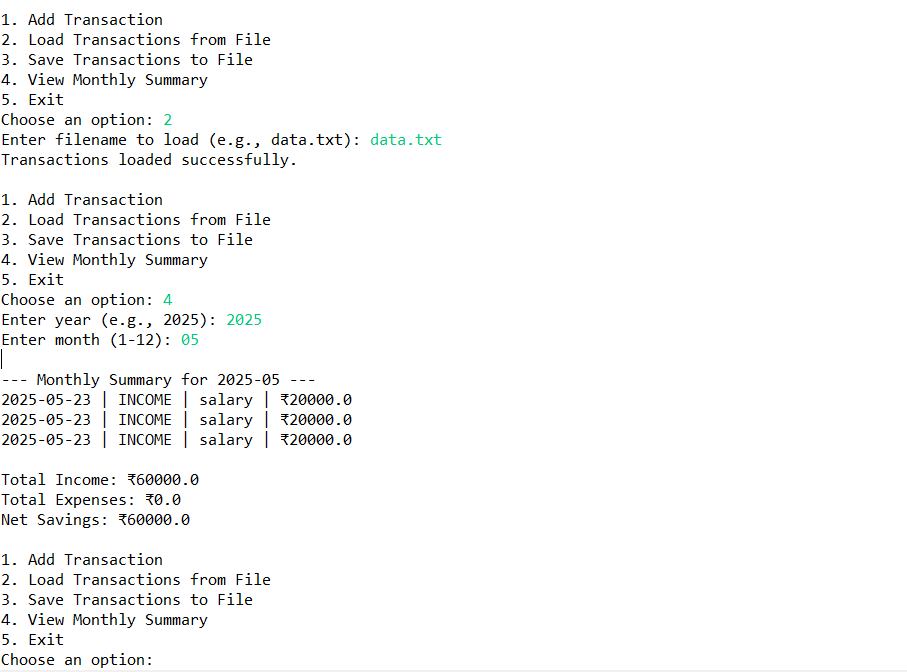 1. Add Transaction
2. Load Transactions from File
3. Save Transactions to File
4. View Monthly Summary
5. Exit
Choose an option: 2
Enter filename to load (e.g., data.txt): data.txt
Transactions loaded successfully.

1. Add Transaction
2. Load Transactions from File
3. Save Transactions to File
4. View Monthly Summary
5. Exit
Choose an option: 4
Enter year (e.g., 2025): 2025
Enter month (1-12): 05

--- Monthly Summary for 2025-05 ---
2025-05-23 | INCOME | salary | ₹20000.0
2025-05-23 | INCOME | salary | ₹20000.0
2025-05-23 | INCOME | salary | ₹20000.0

Total Income: ₹60000.0
Total Expenses: ₹0.0
Net Savings: ₹60000.0

1. Add Transaction
2. Load Transactions from File
3. Save Transactions to File
4. View Monthly Summary
5. Exit
Choose an option: